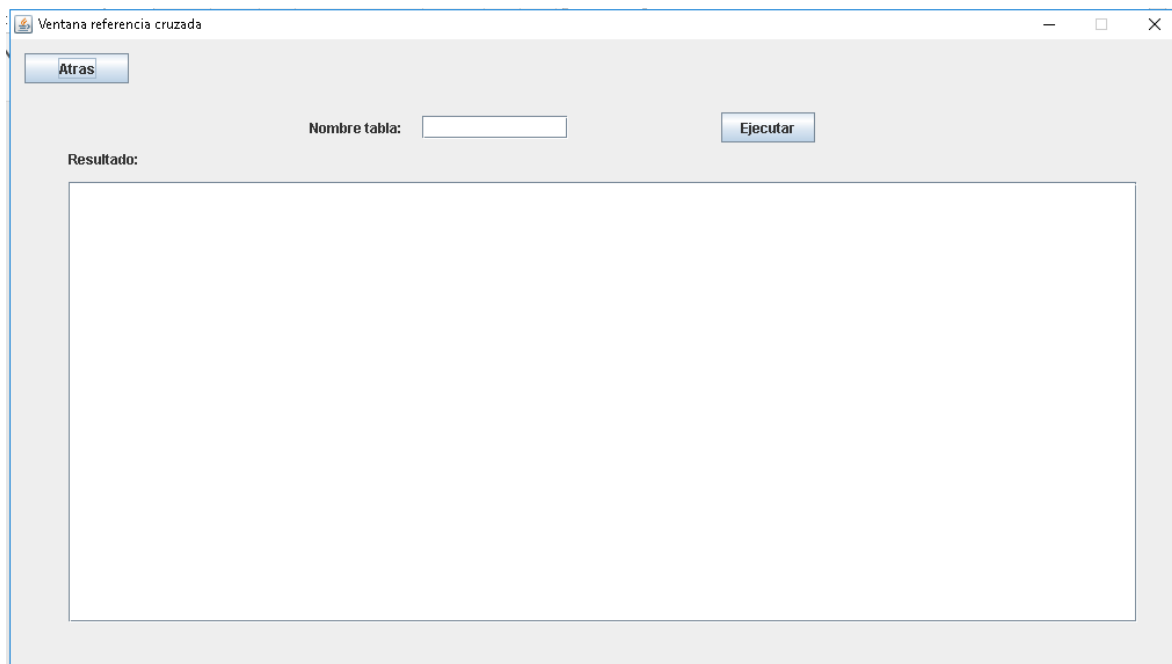 Ventana referencia cruzada
Atras
Nombre tabla:
Ejecutar
Resultado: